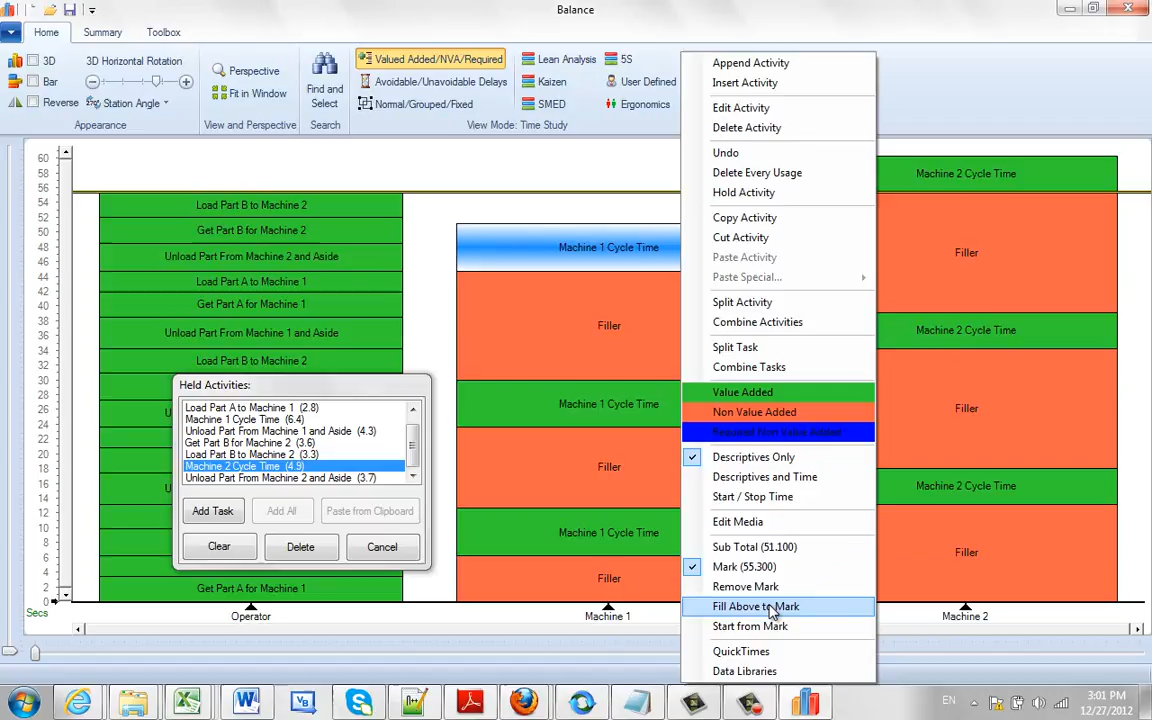 Balance
Home
Summary
Toolbox
3D
Bar
Reverse
3D Horizontal Rotation
Station Angle
Appearance
Perspective
Fit in Window
View and Perspective
Find and
Select
Search
Valued Added/NVA/Required
Avoidable/Unavoidable Delays
Normal/Grouped/Fixed
Lean Analysis
Kaizen
SMED
5S
User Defined
Ergonomics
View Mode: Time Study
60
58
56
54
52
50
48
46
44
42
40
38
36
34
32
30
28
26
24
22
20
18
16
14
12
10
8
6
4
2
0
Secs
Load Part B to Machine 2
Get Part B for Machine 2
Unload Part From Machine 2 and Aside
Load Part A to Machine 1
Get Part A for Machine 1
Unload Part From Machine 1 and Aside
Load Part B to Machine 2
Get Part A for Machine 1
Operator
Machine 1 Cycle Time
Filler
Machine 1 Cycle Time
Filler
Machine 1 Cycle Time
Filler
Machine 1
Machine 2 Cycle Time
Filler
Machine 2 Cycle Time
Filler
Machine 2 Cycle Time
Filler
Machine 2
Held Activities:
Load Part A to Machine 1 (2.8)
Machine 1 Cycle Time (6.4)
Unload Part From Machine 1 and Aside (4.3)
Get Part B for Machine 2 (3.6)
Load Part B to Machine 2 (3.3)
Machine 2 Cycle Time (4.9)
Unload Part From Machine 2 and Aside (3.7)
Add Task
Add All
Paste from Clipboard
Clear
Delete
Cancel
Append Activity
Insert Activity
Edit Activity
Delete Activity
Undo
Delete Every Usage
Hold Activity
Copy Activity
Cut Activity
Paste Activity
Paste Special...
Split Activity
Combine Activities
Split Task
Combine Tasks
Value Added
Non Value Added
Required Non Value Added
Descriptives Only
Descriptives and Time
Start / Stop Time
Edit Media
Sub Total (51.100)
Mark (55.300)
Remove Mark
Fill Above to Mark
Start from Mark
QuickTimes
Data Libraries
EN
3:01 PM
12/27/2012